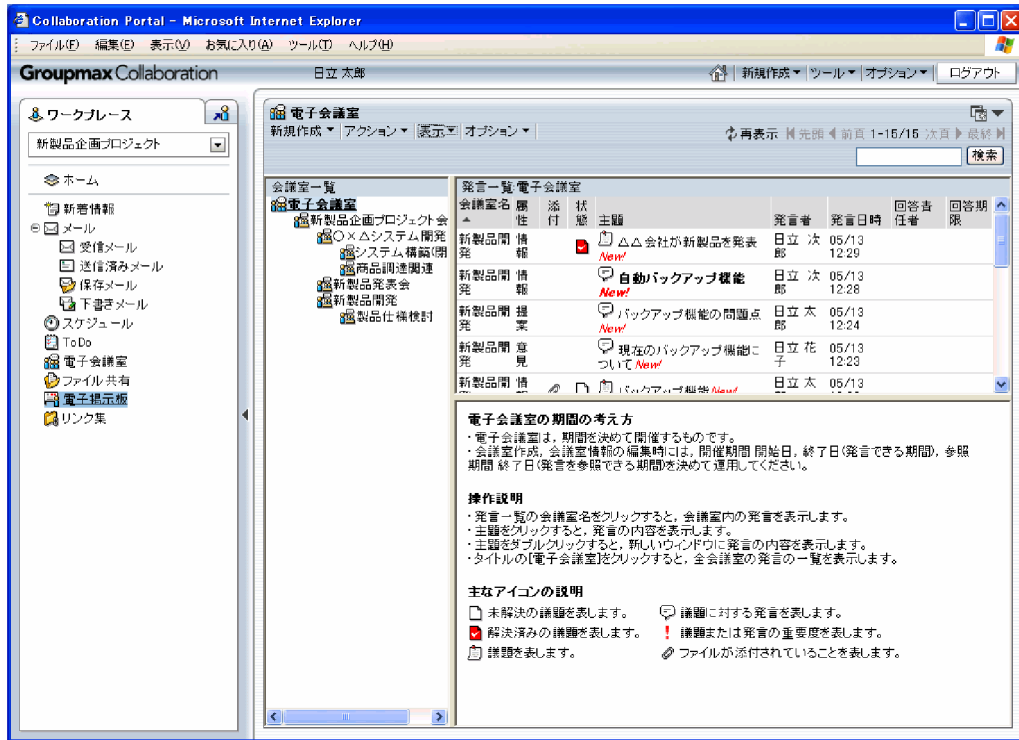 Collaboration Portal - Microsoft Internet Explorer
ファイル(F) 編集(E) 表示(V) お気に入り(A) ツール(T) ヘルプ(H)
Groupmax Collaboration 日立 太郎 新規作成 ツール オプション ログアウト
ワークプレース
新製品企画プロジェクト
ホーム
新着情報
メール
受信メール
送信済みメール
保存メール
下書きメール
スケジュール
ToDo
電子会議室
ファイル共有
電子掲示板
リンク集
電子会議室
新規作成 アクション 表示 オプション
再表示 先頭 前頁 1-15/15 次頁 最終
検索
会議室一覧
電子会議室
新製品企画プロジェクト会
○×△システム開発
システム構築(開
商品調達関連
新製品発表会
新製品開発
製品仕様検討
発言一覧:電子会議室
会議室名 属性 添付 状態 主題 発言者 発言日時 回答責任者 回答期限
新製品開発 情報 △△会社が新製品を発表 New! 日立 次郎 05/13 12:29
新製品開発 情報 自動バックアップ機能 New! 日立 次郎 05/13 12:28
新製品開発 提案 バックアップ機能の問題点 New! 日立 太郎 05/13 12:24
新製品開発 意見 現在のバックアップ機能について New! 日立 花子 05/13 12:23
新製品開 情 バックアップ機能 New! 日立 太 05/13
電子会議室の期間の考え方
・電子会議室は，期間を決めて開催するものです。
・会議室作成，会議室情報の編集時には，開催期間 開始日，終了日(発言できる期間)，参照
期間 終了日(発言を参照できる期間)を決めて運用してください。
操作説明
・発言一覧の会議室名をクリックすると，会議室内の発言を表示します。
・主題をクリックすると，発言の内容を表示します。
・主題をダブルクリックすると，新しいウィンドウに発言の内容を表示します。
・タイトルの[電子会議室]をクリックすると，全会議室の発言の一覧を表示します。
主なアイコンの説明
未解決の議題を表します。 議題に対する発言を表します。
解決済みの議題を表します。 議題または発言の重要度を表します。
議題を表します。 ファイルが添付されていることを表します。